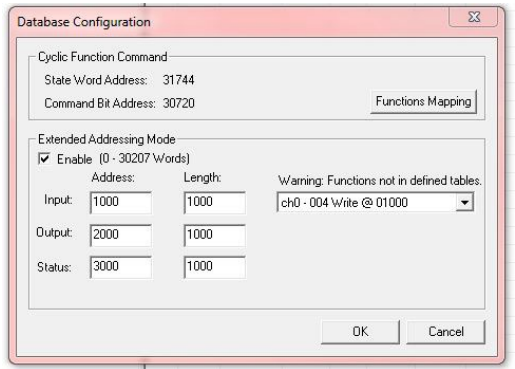 Database Configuration
Cyclic Function Command
State Word Address: 31744
Command Bit Address: 30720
Functions Mapping
Extended Addressing Mode
Enable (0 - 30207 Words)
Address: Length:
Warning: Functions not in defined tables.
Input: 1000 1000
ch0 - 004 Write @ 01000
Output: 2000 1000
Status: 3000 1000
OK Cancel